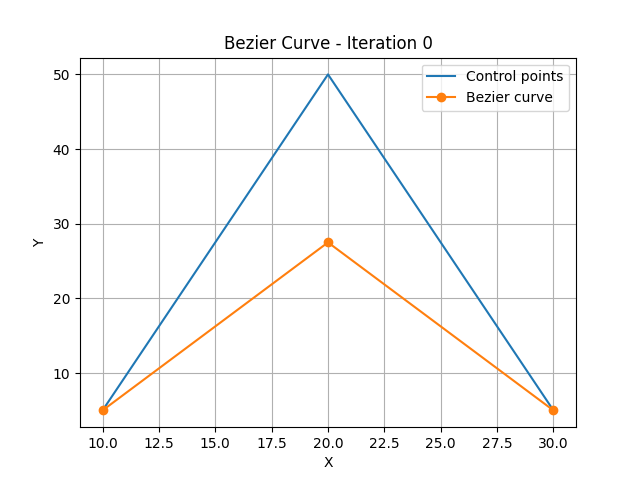 Bezier Curve - Iteration 0
Control points
Bezier curve
50
40
30
20
10
Y
10.0 12.5 15.0 17.5 20.0 22.5 25.0 27.5 30.0
X